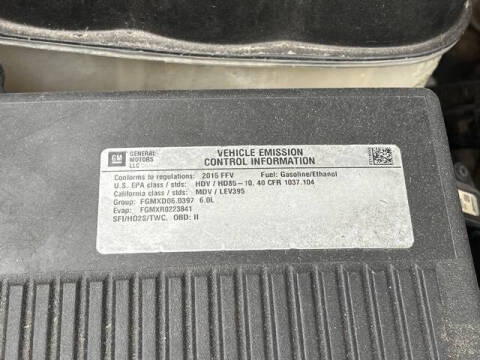 GM GENERAL MOTORS LLC
VEHICLE EMISSION
CONTROL INFORMATION
Conforms to regulations: 2015 FFV Fuel: Gasoline/Ethanol
U.S. EPA class / stds: HDV / HD85-10, 40 CFR 1037.104
California class / stds: MDV / LEV395
Group: FGMXD06.0397 6.0L
Evap: FGMXR0223841
SFI/HO2S/TWC, OBD: II